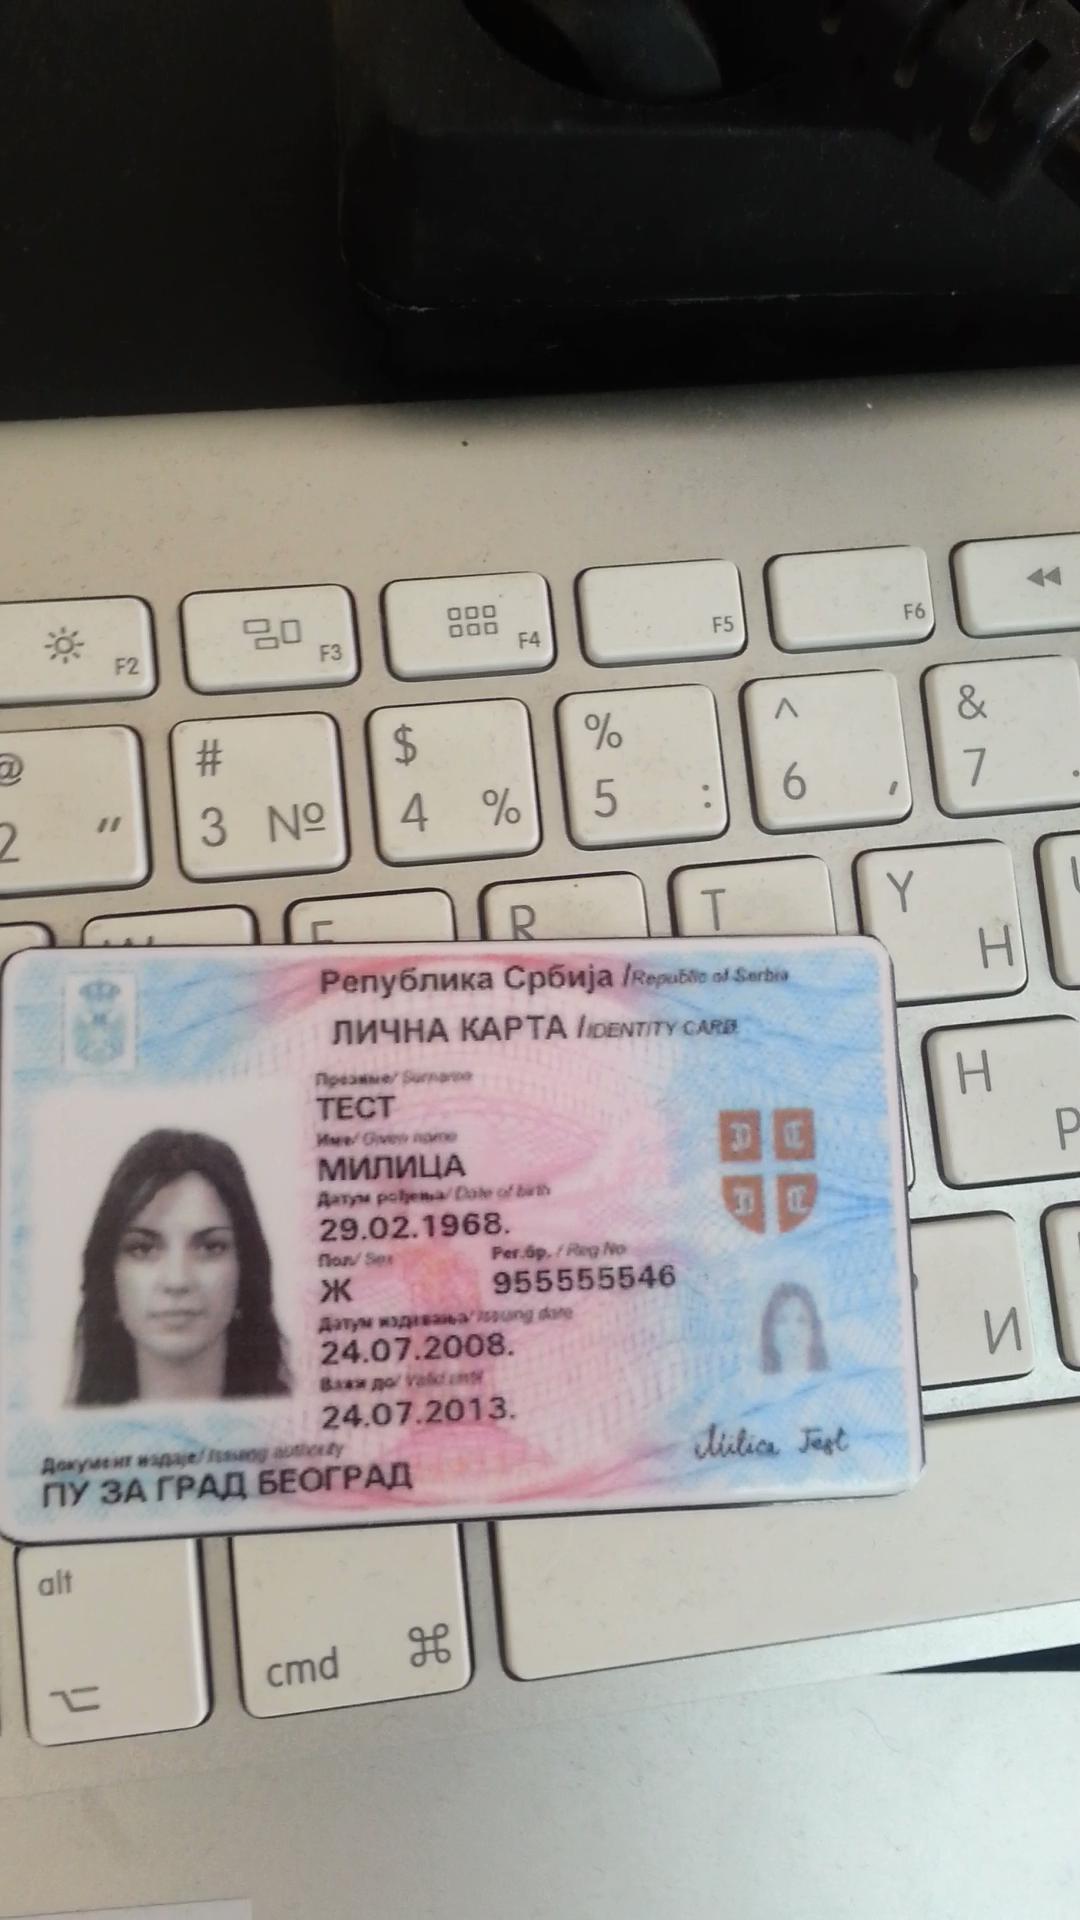 F2
F3
F4
F5
F6
@
2 "
#
3 №
$
4 %
%
5 :
^
6 ,
&
7 .
R
T
Y
Н
H
Р
И
Република Србија /Republic of Serbia
ЛИЧНА КАРТА /IDENTITY CARD
Презиме/ Surname
ТЕСТ
Име/ Given name
МИЛИЦА
Датум рођења/ Date of birth
29.02.1968.
Пол/ Sex Рег.бр. / Reg No
Ж 955555546
Датум издавања/ Issuing date
24.07.2008.
Важи до/ Valid until
24.07.2013.
Milica Test
Документ издаје/ Issuing authority
ПУ ЗА ГРАД БЕОГРАД
alt
cmd ⌘